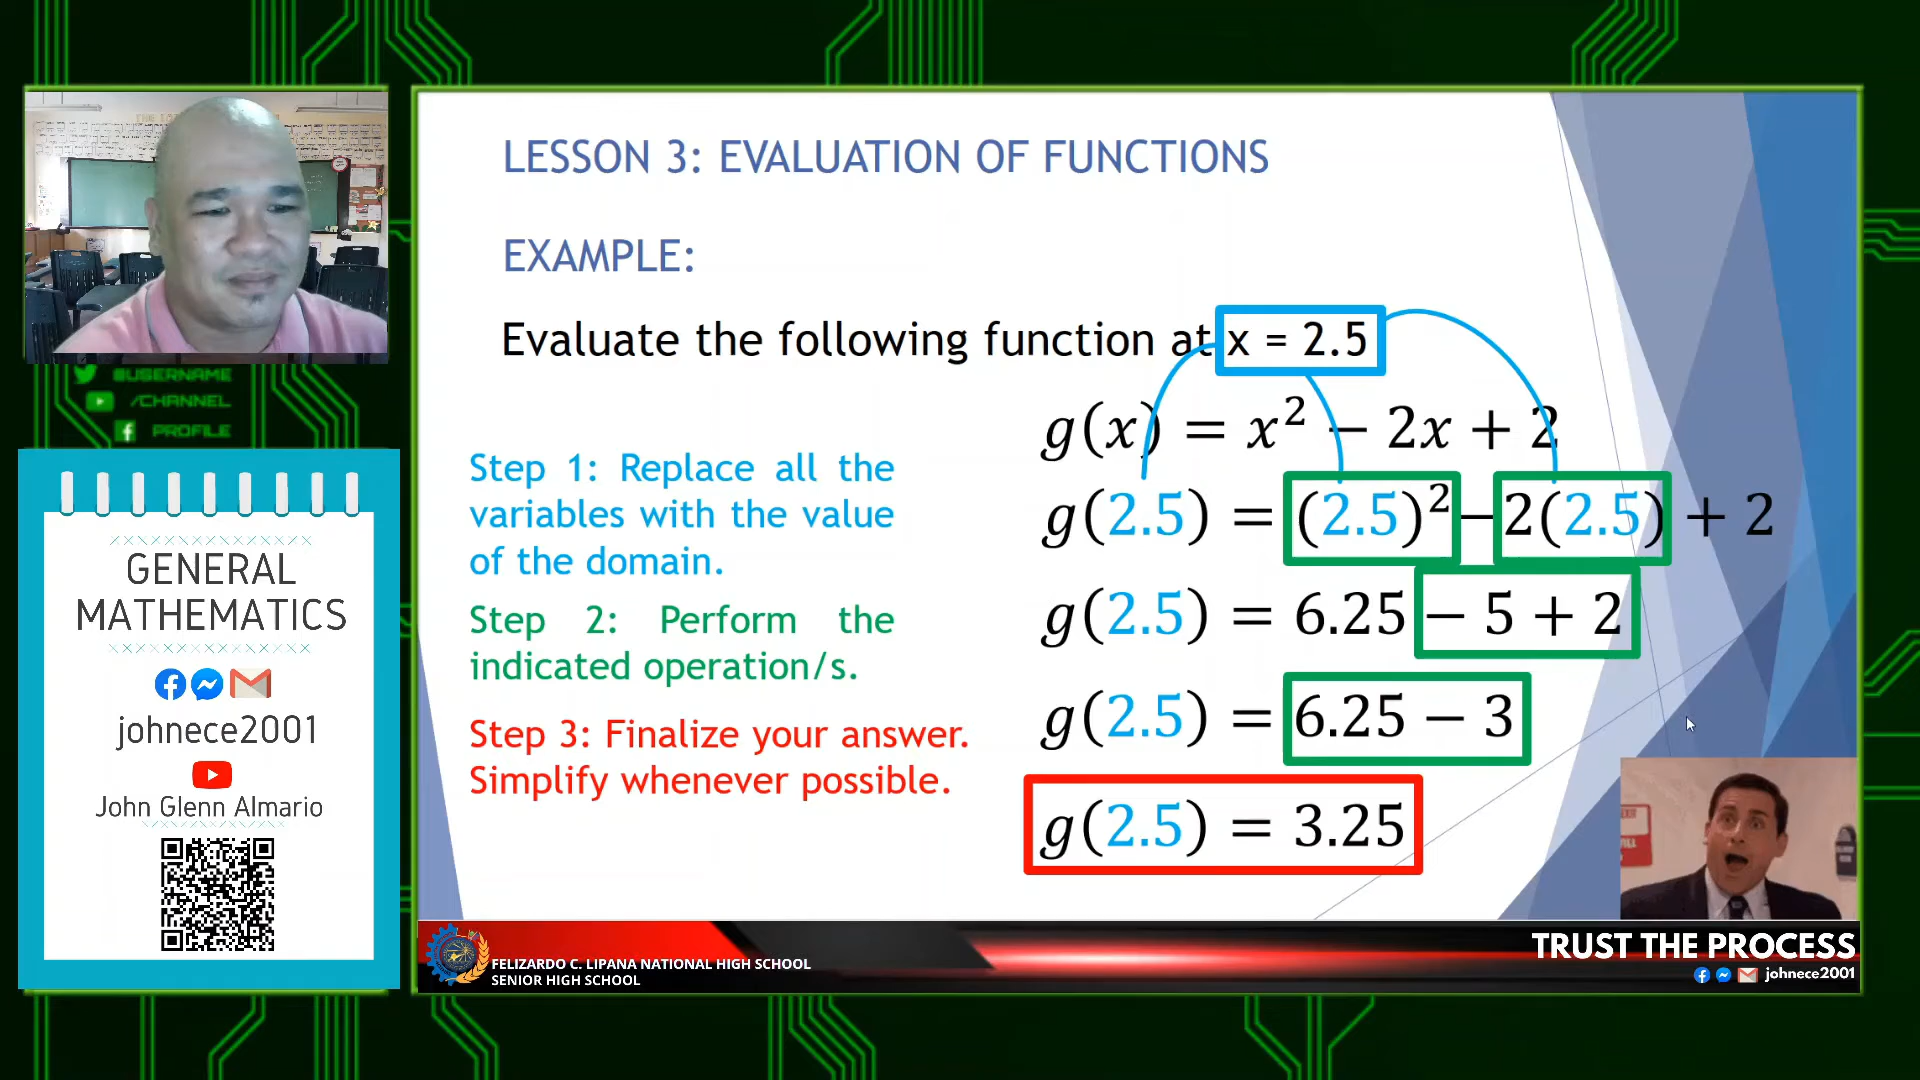 LESSON 3: EVALUATION OF FUNCTIONS
EXAMPLE:
Evaluate the following function at x = 2.5
g(x) = x² − 2x + 2
g(2.5) = (2.5)² − 2(2.5) + 2
g(2.5) = 6.25 − 5 + 2
g(2.5) = 6.25 − 3
g(2.5) = 3.25
Step 1: Replace all the
variables with the value
of the domain.
Step 2: Perform the
indicated operation/s.
Step 3: Finalize your answer.
Simplify whenever possible.
@USERNAME
/CHANNEL
PROFILE
GENERAL
MATHEMATICS
johnece2001
John Glenn Almario
FELIZARDO C. LIPANA NATIONAL HIGH SCHOOL
SENIOR HIGH SCHOOL
TRUST THE PROCESS
johnece2001